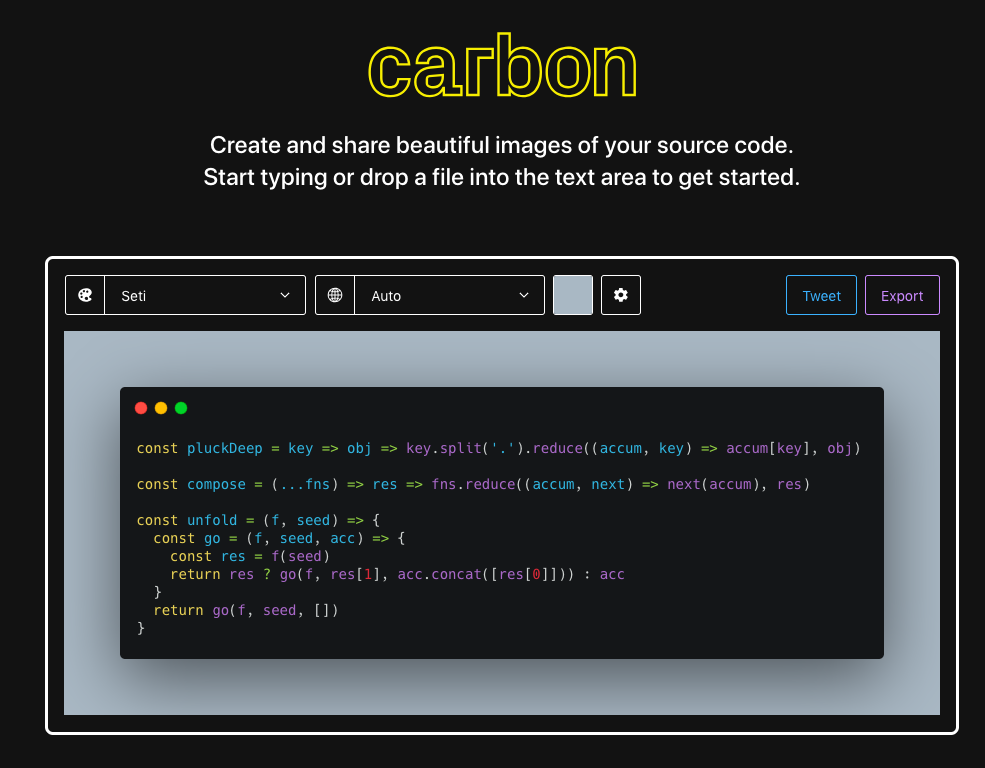 carbon
Create and share beautiful images of your source code.
Start typing or drop a file into the text area to get started.
Seti
Auto
Tweet
Export
const pluckDeep = key => obj => key.split('.').reduce((accum, key) => accum[key], obj)
const compose = (...fns) => res => fns.reduce((accum, next) => next(accum), res)
const unfold = (f, seed) => {
  const go = (f, seed, acc) => {
    const res = f(seed)
    return res ? go(f, res[1], acc.concat([res[0]])) : acc
  }
  return go(f, seed, [])
}